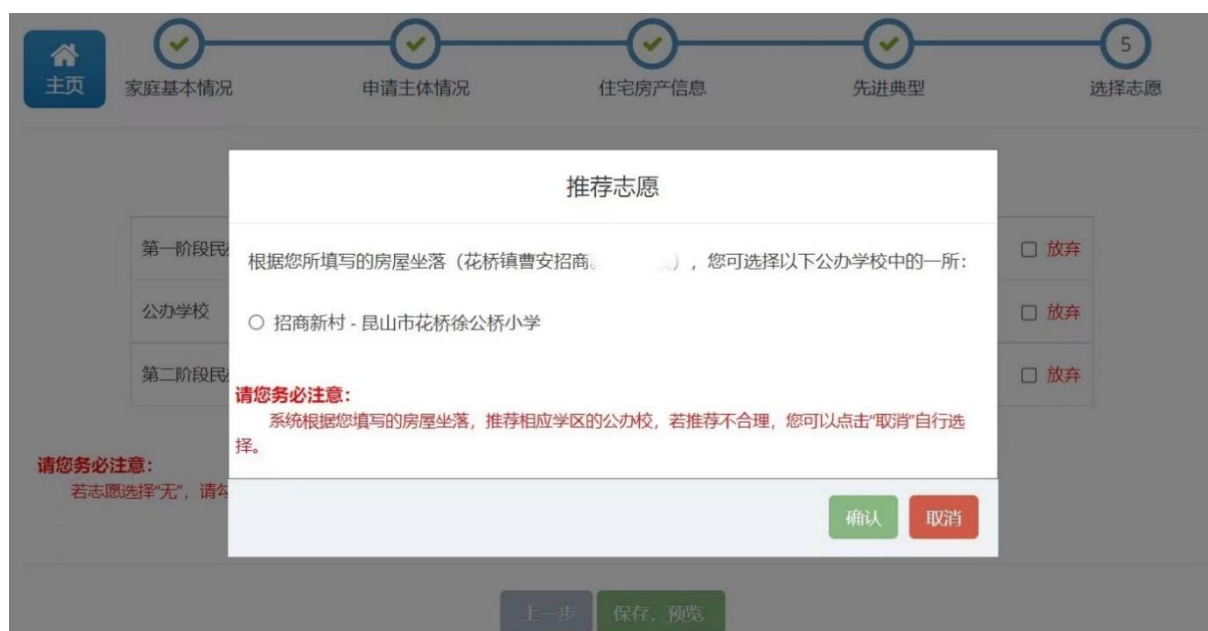 主页
家庭基本情况
申请主体情况
住宅房产信息
先进典型
5
选择志愿
推荐志愿
第一阶段民
放弃
根据您所填写的房屋坐落（花桥镇曹安招商 ），您可选择以下公办学校中的一所：
公办学校
放弃
招商新村 - 昆山市花桥徐公桥小学
第二阶段民
放弃
请您务必注意：
系统根据您填写的房屋坐落，推荐相应学区的公办校，若推荐不合理，您可以点击“取消”自行选
择。
请您务必注意：
若志愿选择“无”，请勾
确认
取消
上一步
保存，预览